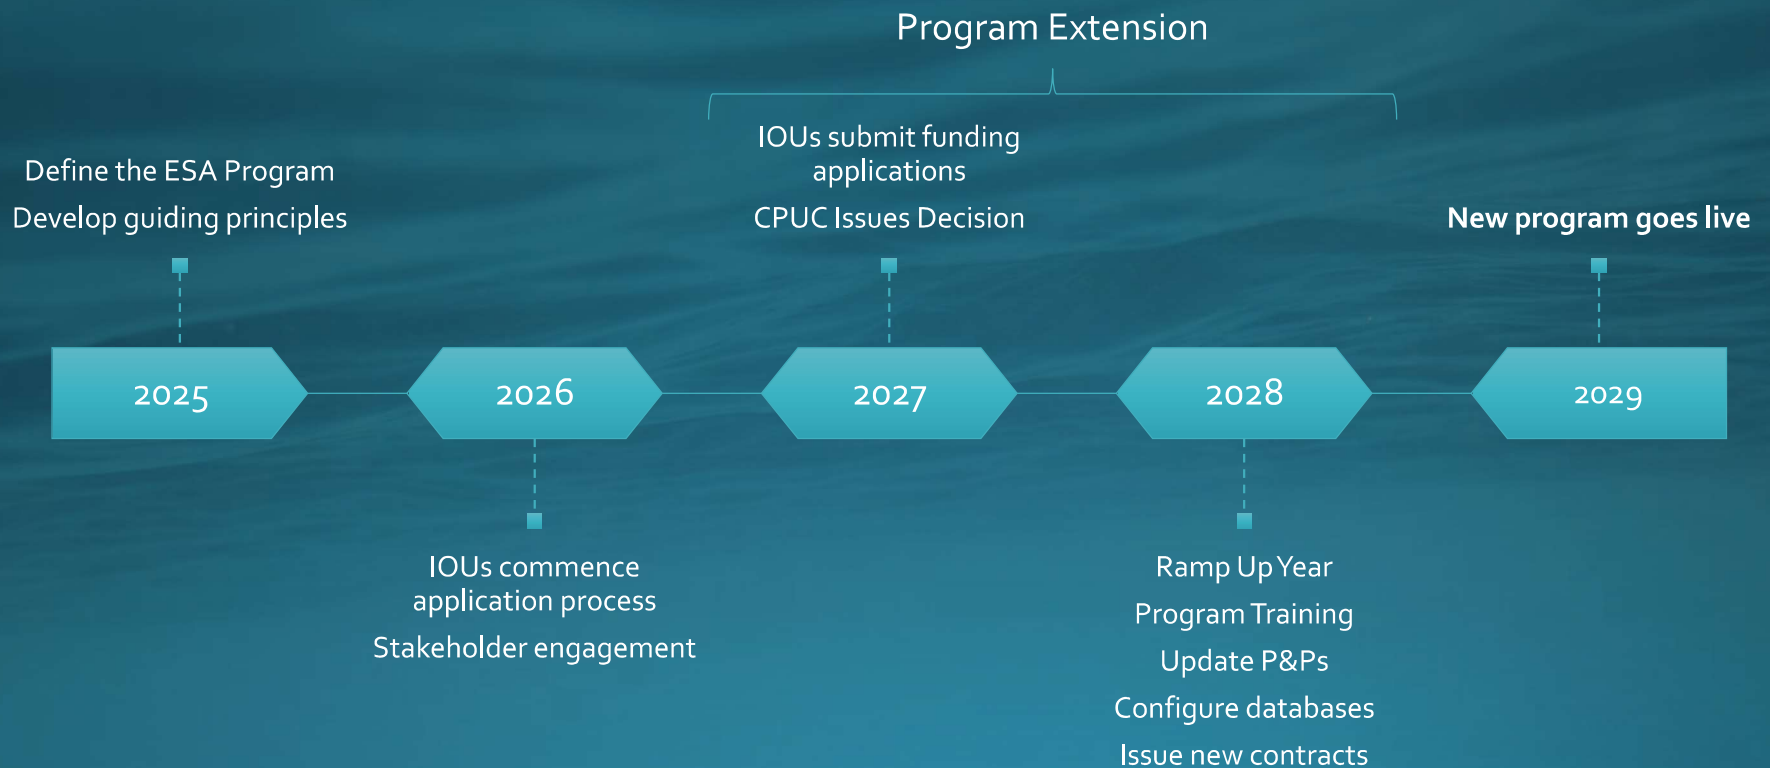 Program Extension
Define the ESA Program
Develop guiding principles
IOUs submit funding
applications
CPUC Issues Decision
New program goes live
2025
2026
2027
2028
2029
IOUs commence
application process
Stakeholder engagement
Ramp Up Year
Program Training
Update P&Ps
Configure databases
Issue new contracts